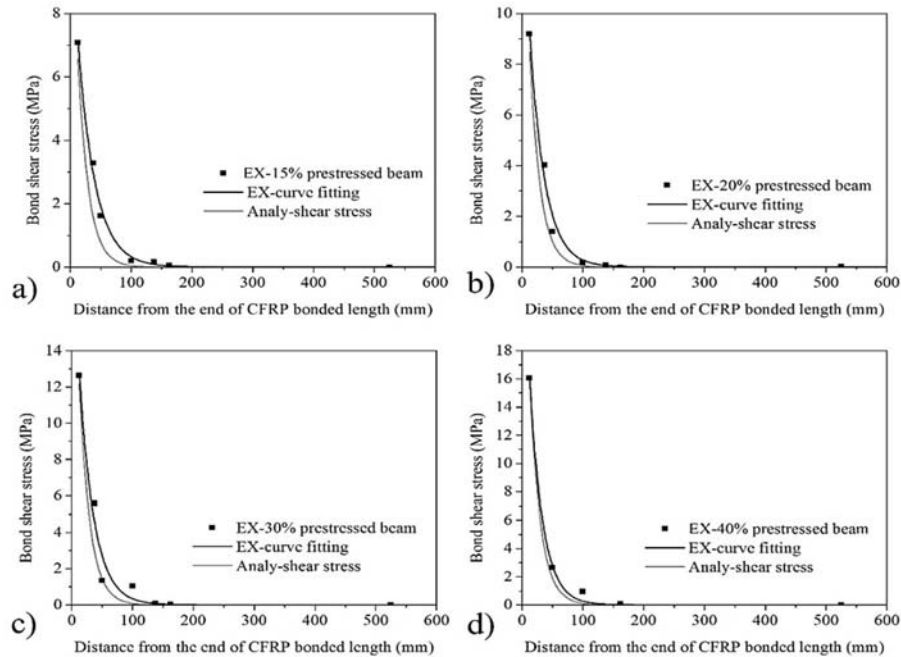 8
6
4
2
0
Bond shear stress (MPa)
EX-15% prestressed beam
EX-curve fitting
Analy-shear stress
0 100 200 300 400 500 600
a)
Distance from the end of CFRP bonded length (mm)
10
8
6
4
2
0
Bond shear stress (MPa)
EX-20% prestressed beam
EX-curve fitting
Analy-shear stress
0 100 200 300 400 500 600
b)
Distance from the end of CFRP bonded length (mm)
14
12
10
8
6
4
2
0
Bond shear stress (MPa)
EX-30% prestressed beam
EX-curve fitting
Analy-shear stress
0 100 200 300 400 500 600
c)
Distance from the end of CFRP bonded length (mm)
18
16
14
12
10
8
6
4
2
0
Bond shear stress (MPa)
EX-40% prestressed beam
EX-curve fitting
Analy-shear stress
0 100 200 300 400 500 600
d)
Distance from the end of CFRP bonded length (mm)